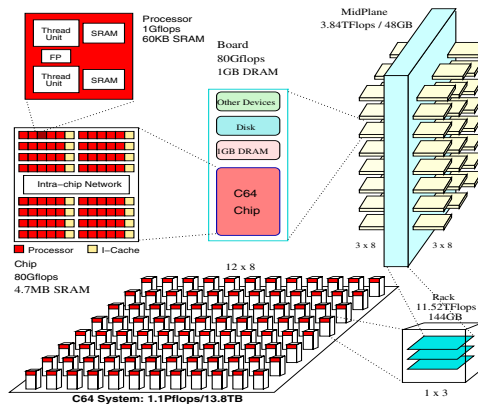 Processor
1Gflops
60KB SRAM
Thread
Unit
SRAM
FP
Thread
Unit
SRAM
Board
80Gflops
1GB DRAM
Other Devices
Disk
1GB DRAM
C64
Chip
MidPlane
3.84TFlops / 48GB
3 x 8
3 x 8
Intra-chip Network
Processor
I-Cache
Chip
80Gflops
4.7MB SRAM
12 x 8
Rack
11.52TFlops
144GB
1 x 3
C64 System: 1.1Pflops/13.8TB